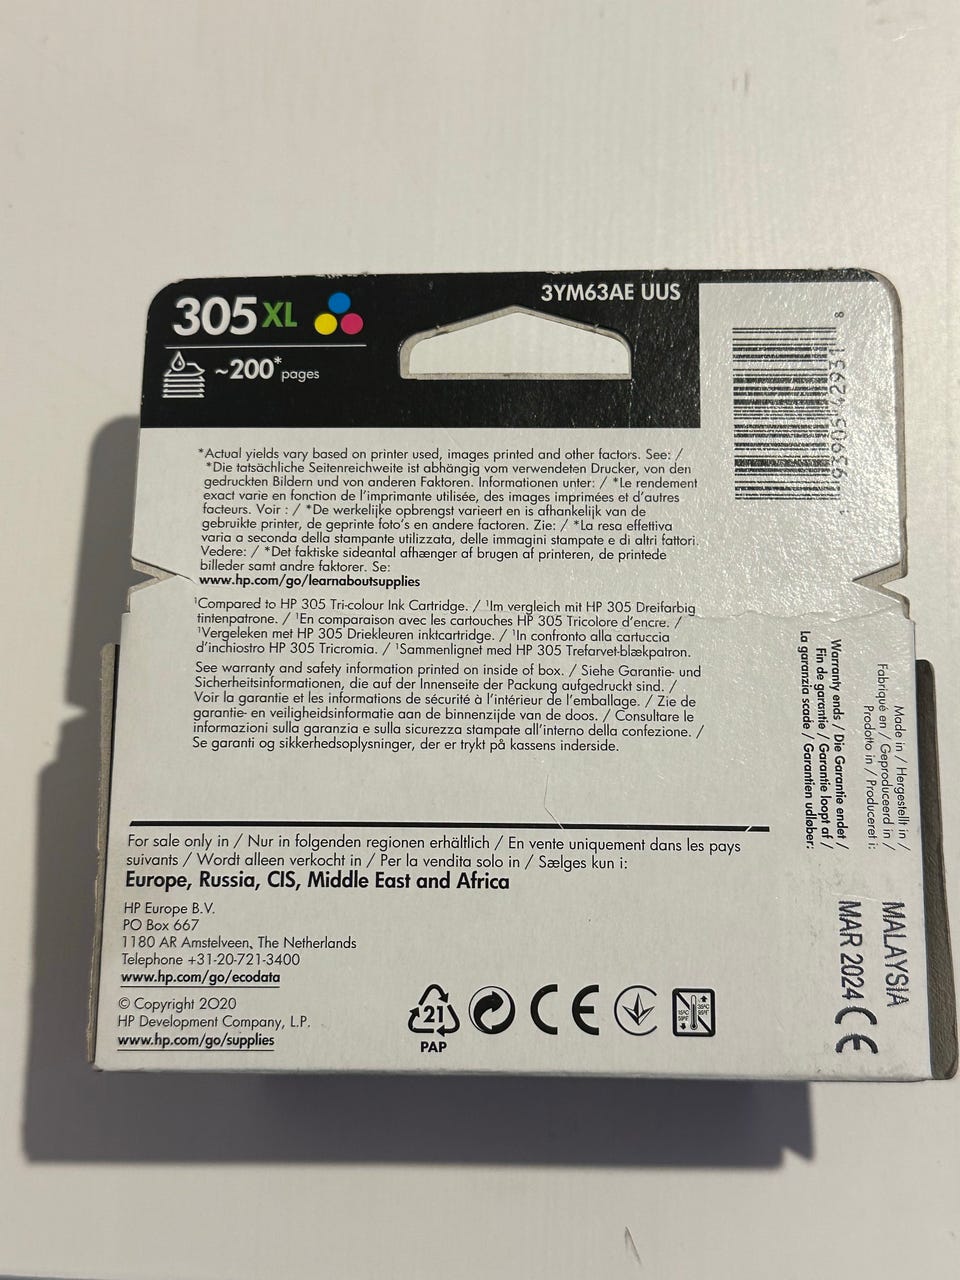 305 XL
~200* pages
3YM63AE UUS
*Actual yields vary based on printer used, images printed and other factors. See: /
*Die tatsächliche Seitenreichweite ist abhängig vom verwendeten Drucker, von den
gedruckten Bildern und von anderen Faktoren. Informationen unter: / *Le rendement
exact varie en fonction de l'imprimante utilisée, des images imprimées et d'autres
facteurs. Voir : / *De werkelijke opbrengst varieert en is afhankelijk van de
gebruikte printer, de geprinte foto's en andere factoren. Zie: / *La resa effettiva
varia a seconda della stampante utilizzata, delle immagini stampate e di altri fattori.
Vedere: / *Det faktiske sideantal afhænger af brugen af printeren, de printede
billeder samt andre faktorer. Se:
www.hp.com/go/learnaboutsupplies
¹Compared to HP 305 Tri-colour Ink Cartridge. / ¹Im vergleich mit HP 305 Dreifarbig
tintenpatrone. / ¹En comparaison avec les cartouches HP 305 Tricolore d'encre. /
¹Vergeleken met HP 305 Driekleuren inktcartridge. / ¹In confronto alla cartuccia
d'inchiostro HP 305 Tricromia. / ¹Sammenlignet med HP 305 Trefarvet-blækpatron.
See warranty and safety information printed on inside of box. / Siehe Garantie- und
Sicherheitsinformationen, die auf der Innenseite der Packung aufgedruckt sind. /
Voir la garantie et les informations de sécurité à l'intérieur de l'emballage. / Zie de
garantie- en veiligheidsinformatie aan de binnenzijde van de doos. / Consultare le
informazioni sulla garanzia e sulla sicurezza stampate all'interno della confezione. /
Se garanti og sikkerhedsoplysninger, der er trykt på kassens inderside.
For sale only in / Nur in folgenden regionen erhältlich / En vente uniquement dans les pays
suivants / Wordt alleen verkocht in / Per la vendita solo in / Sælges kun i:
Europe, Russia, CIS, Middle East and Africa
HP Europe B.V.
PO Box 667
1180 AR Amstelveen, The Netherlands
Telephone +31-20-721-3400
www.hp.com/go/ecodata
© Copyright 2020
HP Development Company, L.P.
www.hp.com/go/supplies
21
PAP
CE
15°C
59°F
35°C
95°F
Made in / Hergestellt in /
Fabriqué en / Geproduceerd in /
Prodotto in / Produceret i:
MALAYSIA
Warranty ends / Die Garantie endet /
Fin de garantie / Garantie loopt af /
La garanzia scade / Garantien udløber:
MAR 2024
CE